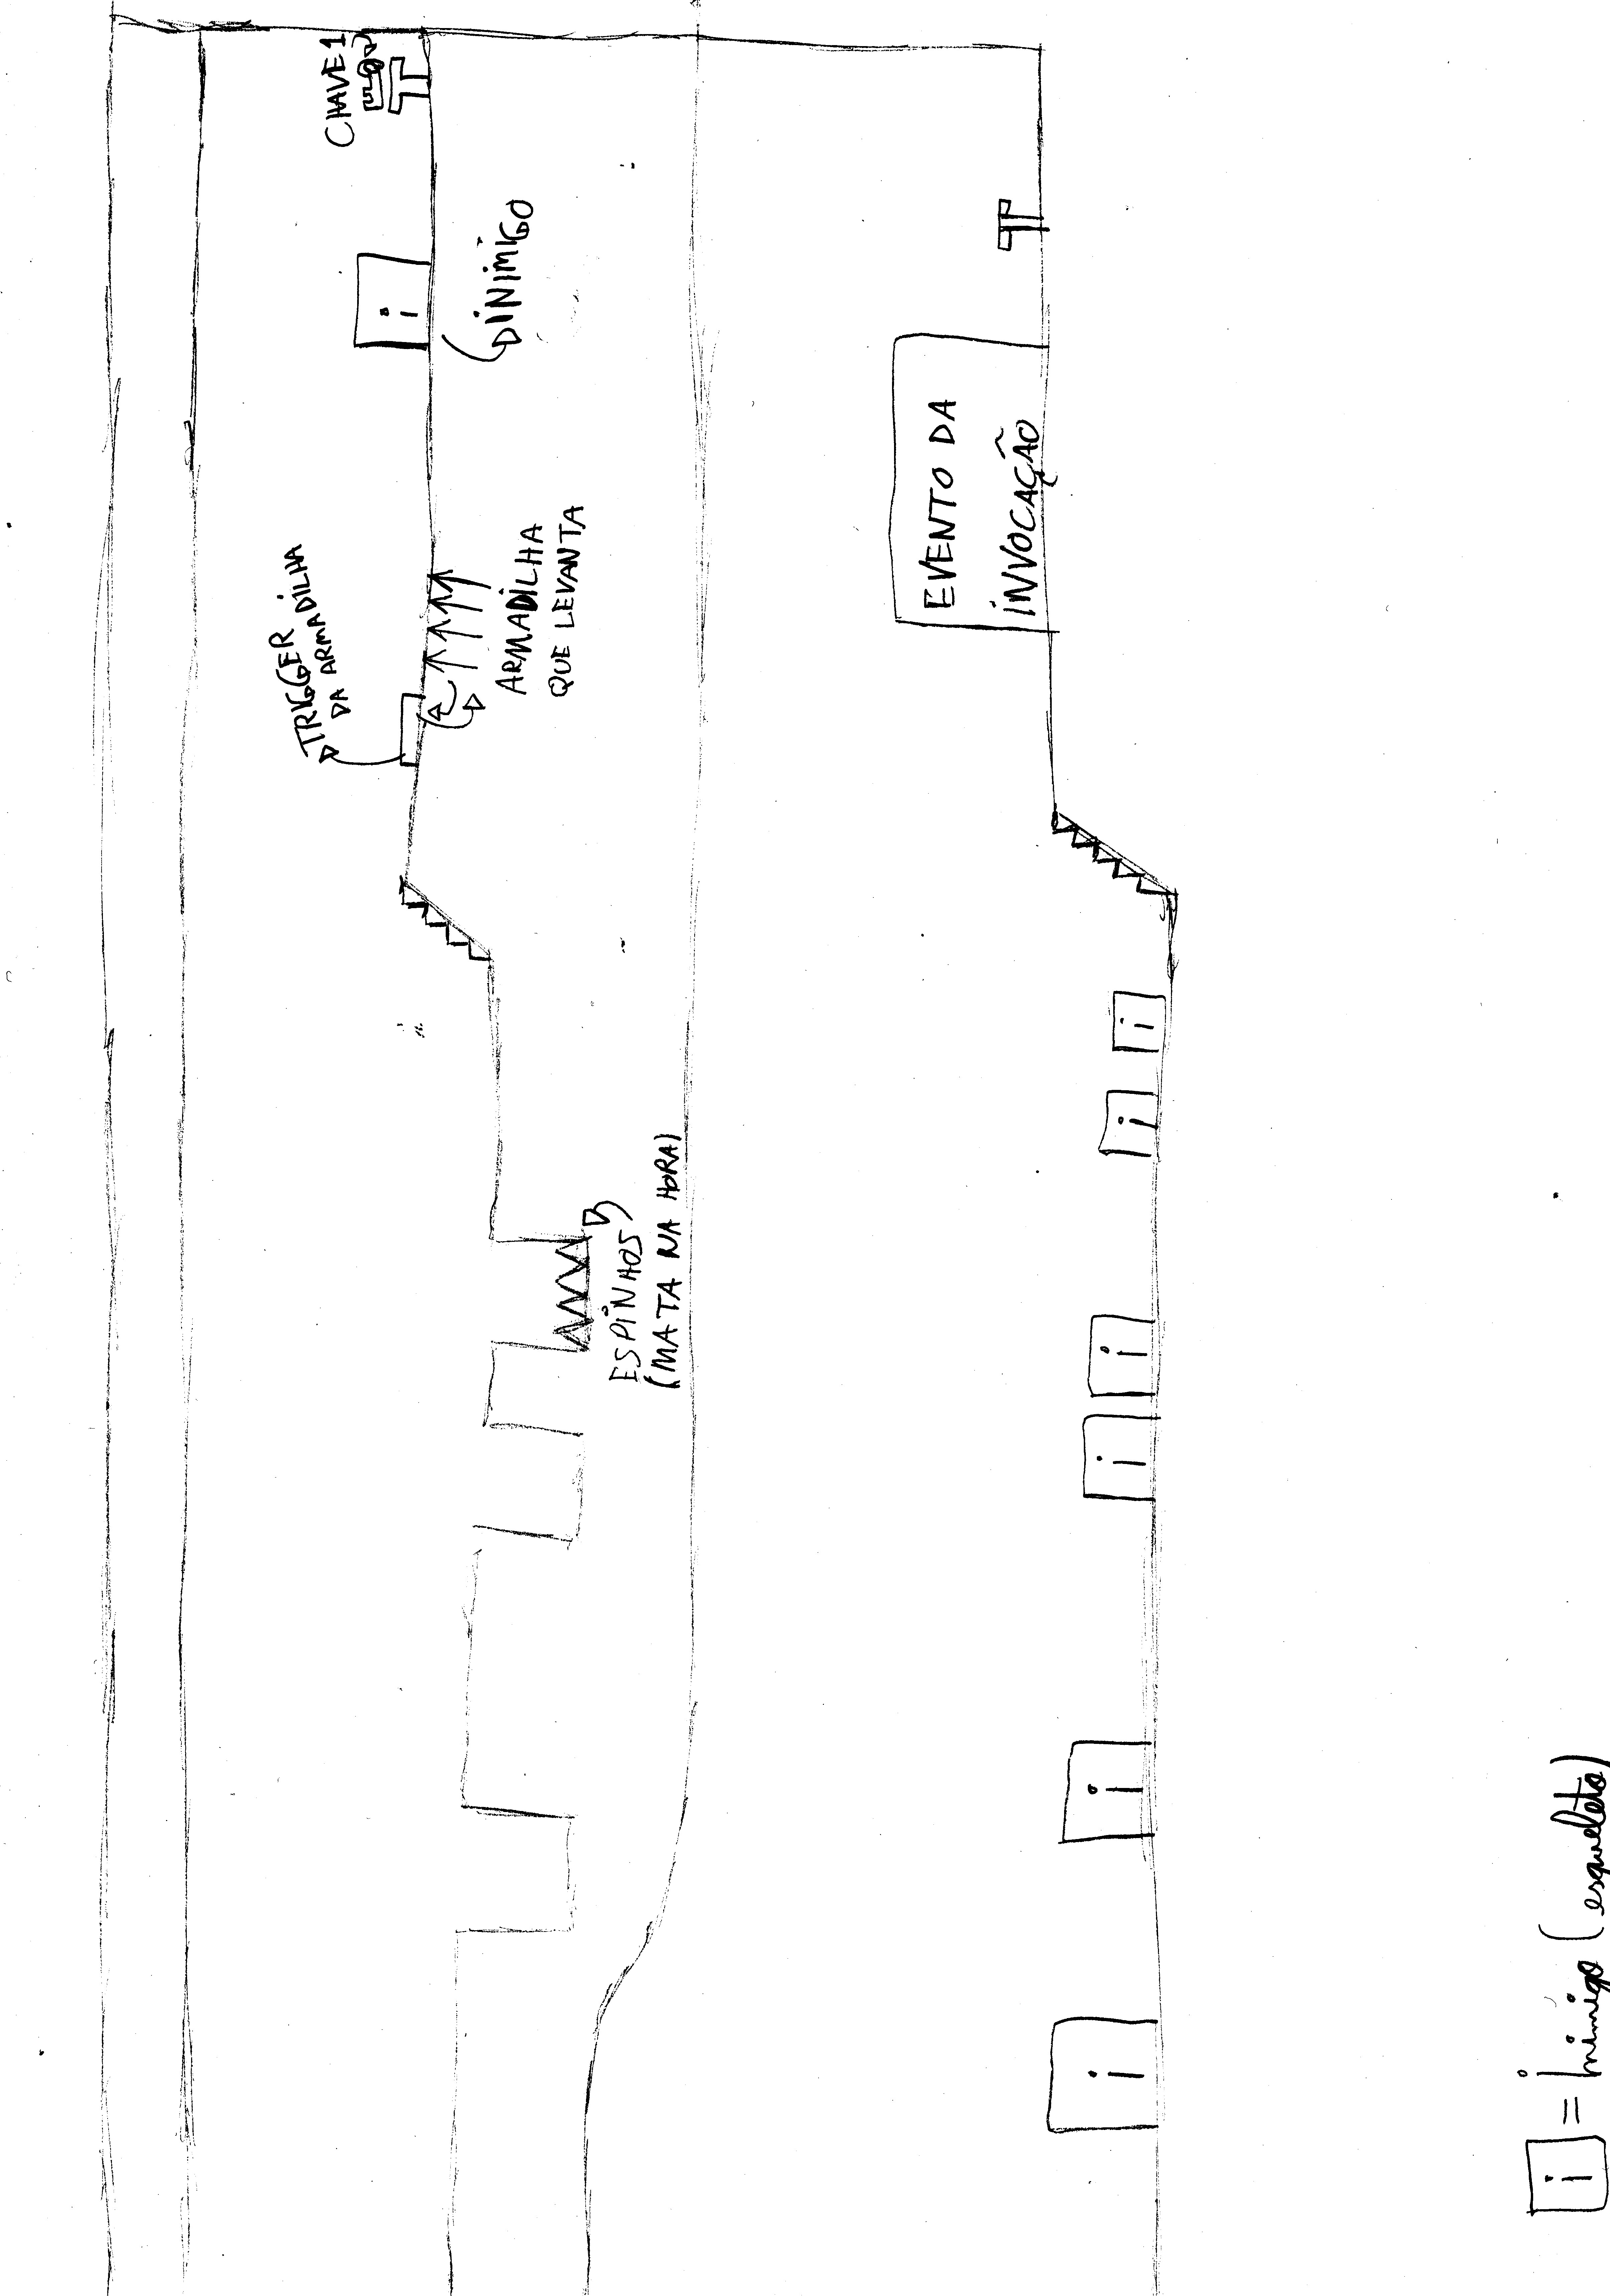 CHAVE 1
i
INIMIGO
TRIGGER
DA ARMADILHA
ARMADILHA
QUE LEVANTA
ESPINHOS
(MATA NA HORA)
EVENTO DA
INVOCAÇÃO
i
i
i
i
i
i
i = inimigo (esqueleto)